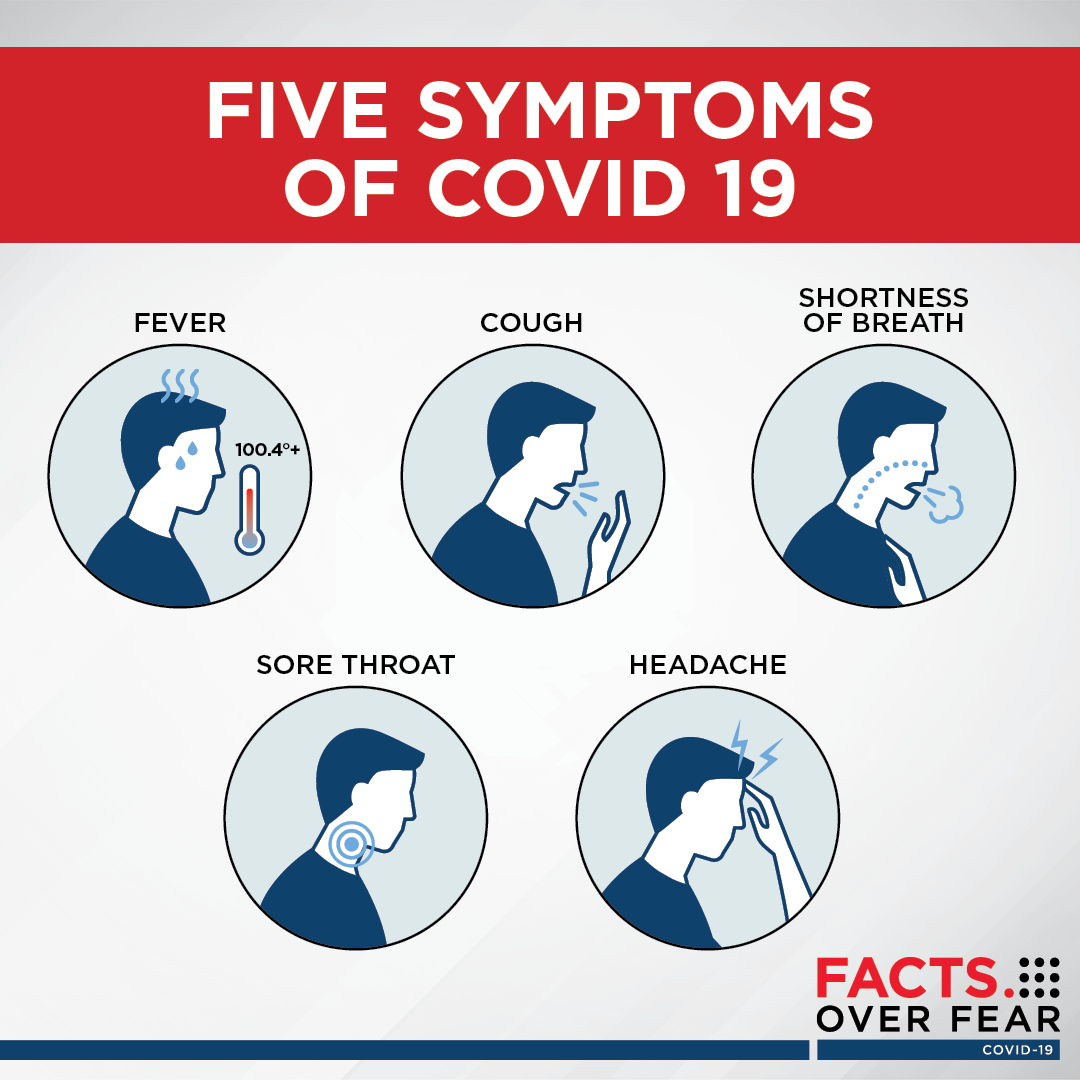 FIVE SYMPTOMS
OF COVID 19
FEVER
100.4°+
COUGH
SHORTNESS
OF BREATH
SORE THROAT
HEADACHE
FACTS.
OVER FEAR
COVID-19